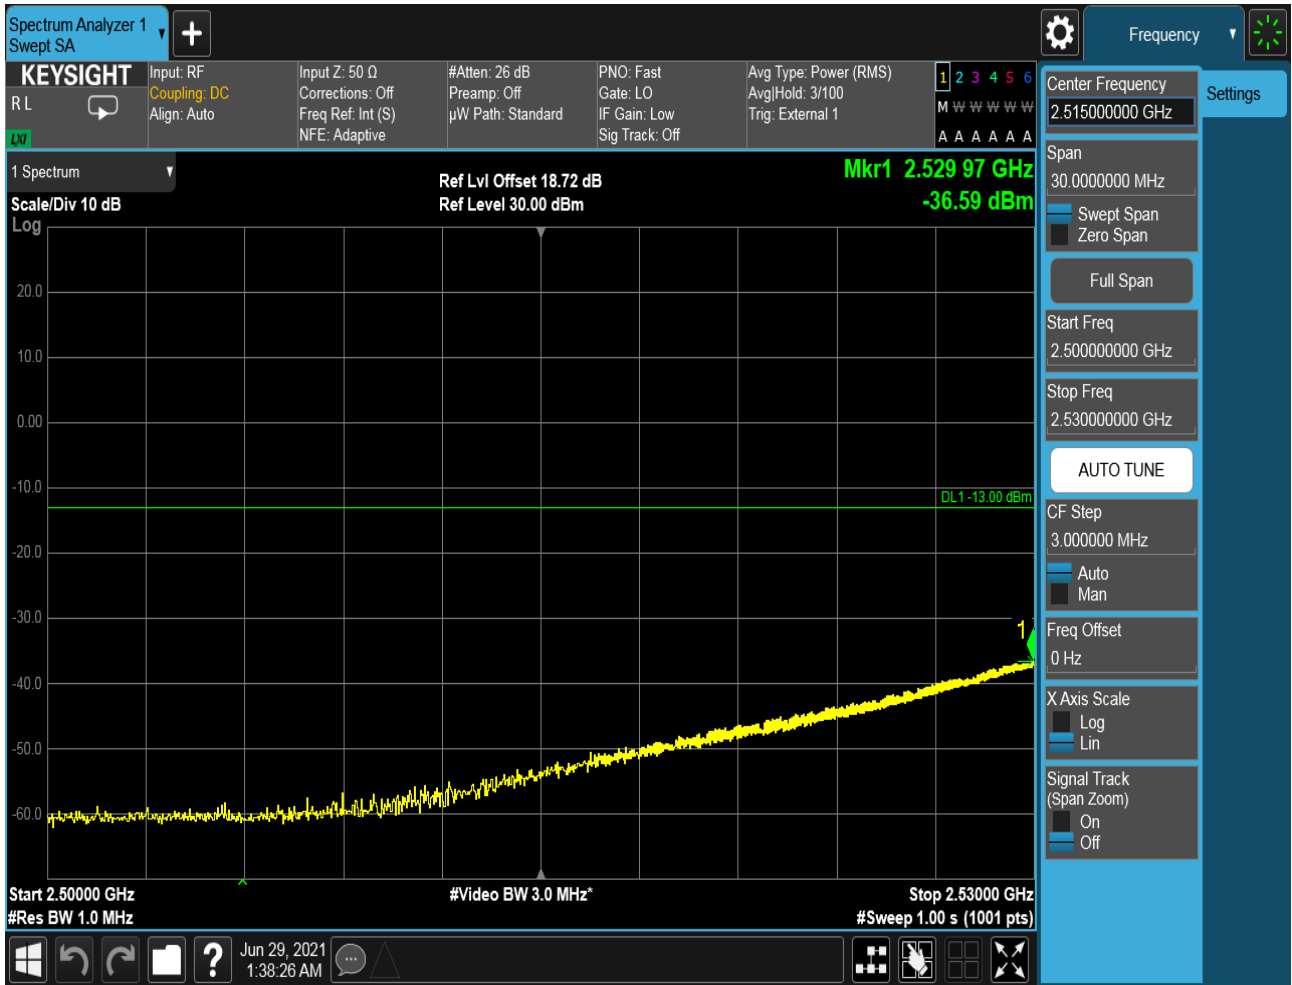 Spectrum Analyzer 1
Swept SA
Frequency
KEYSIGHT
R L
LXI
Input: RF
Coupling: DC
Align: Auto
Input Z: 50 Ω
Corrections: Off
Freq Ref: Int (S)
NFE: Adaptive
#Atten: 26 dB
Preamp: Off
µW Path: Standard
PNO: Fast
Gate: LO
IF Gain: Low
Sig Track: Off
Avg Type: Power (RMS)
Avg|Hold: 3/100
Trig: External 1
1 2 3 4 5 6
M W W W W W
A A A A A A
1 Spectrum
Scale/Div 10 dB
Log
Ref Lvl Offset 18.72 dB
Ref Level 30.00 dBm
Mkr1 2.529 97 GHz
-36.59 dBm
20.0
10.0
0.00
-10.0
-20.0
-30.0
-40.0
-50.0
-60.0
DL1 -13.00 dBm
1
Start 2.50000 GHz
#Res BW 1.0 MHz
#Video BW 3.0 MHz*
Stop 2.53000 GHz
#Sweep 1.00 s (1001 pts)
Jun 29, 2021
1:38:26 AM
?
Center Frequency
2.515000000 GHz
Settings
Span
30.0000000 MHz
Swept Span
Zero Span
Full Span
Start Freq
2.500000000 GHz
Stop Freq
2.530000000 GHz
AUTO TUNE
CF Step
3.000000 MHz
Auto
Man
Freq Offset
0 Hz
X Axis Scale
Log
Lin
Signal Track
(Span Zoom)
On
Off